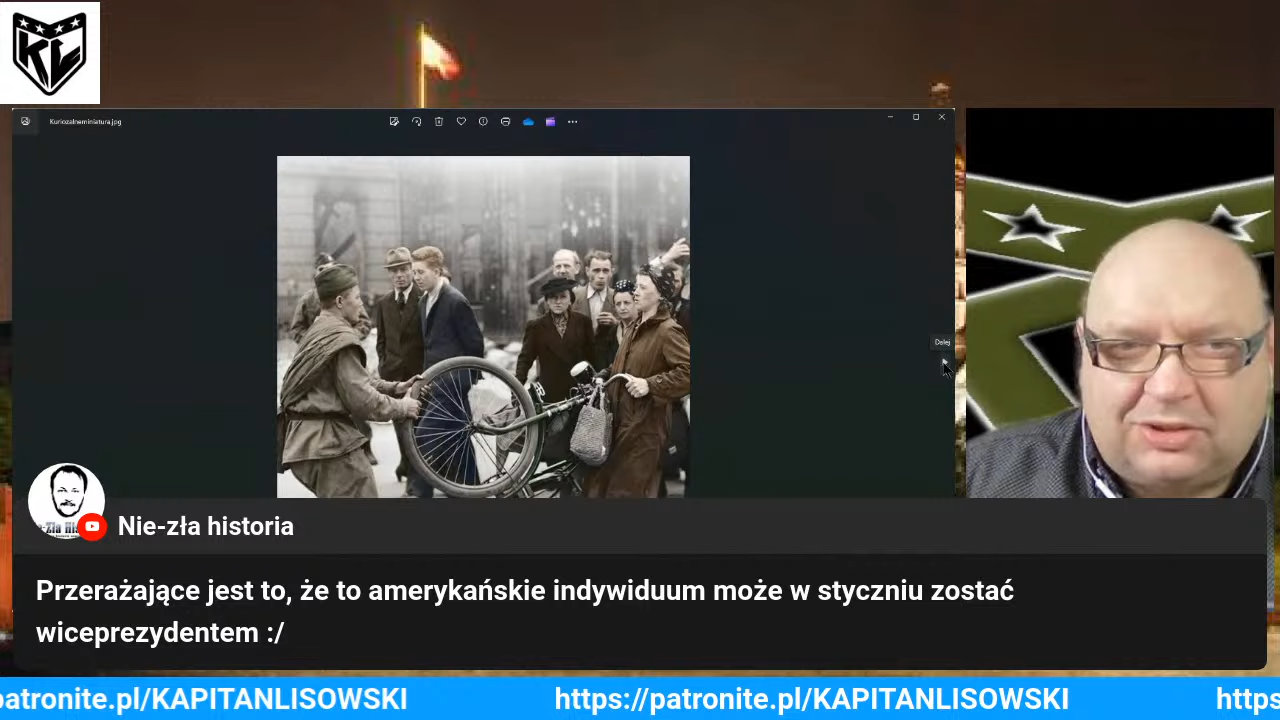 KL
Kuriozalneminiatura.jpg
Dalej
Nie-zła historia
Przerażające jest to, że to amerykańskie indywiduum może w styczniu zostać
wiceprezydentem :/
patronite.pl/KAPITANLISOWSKI https://patronite.pl/KAPITANLISOWSKI https